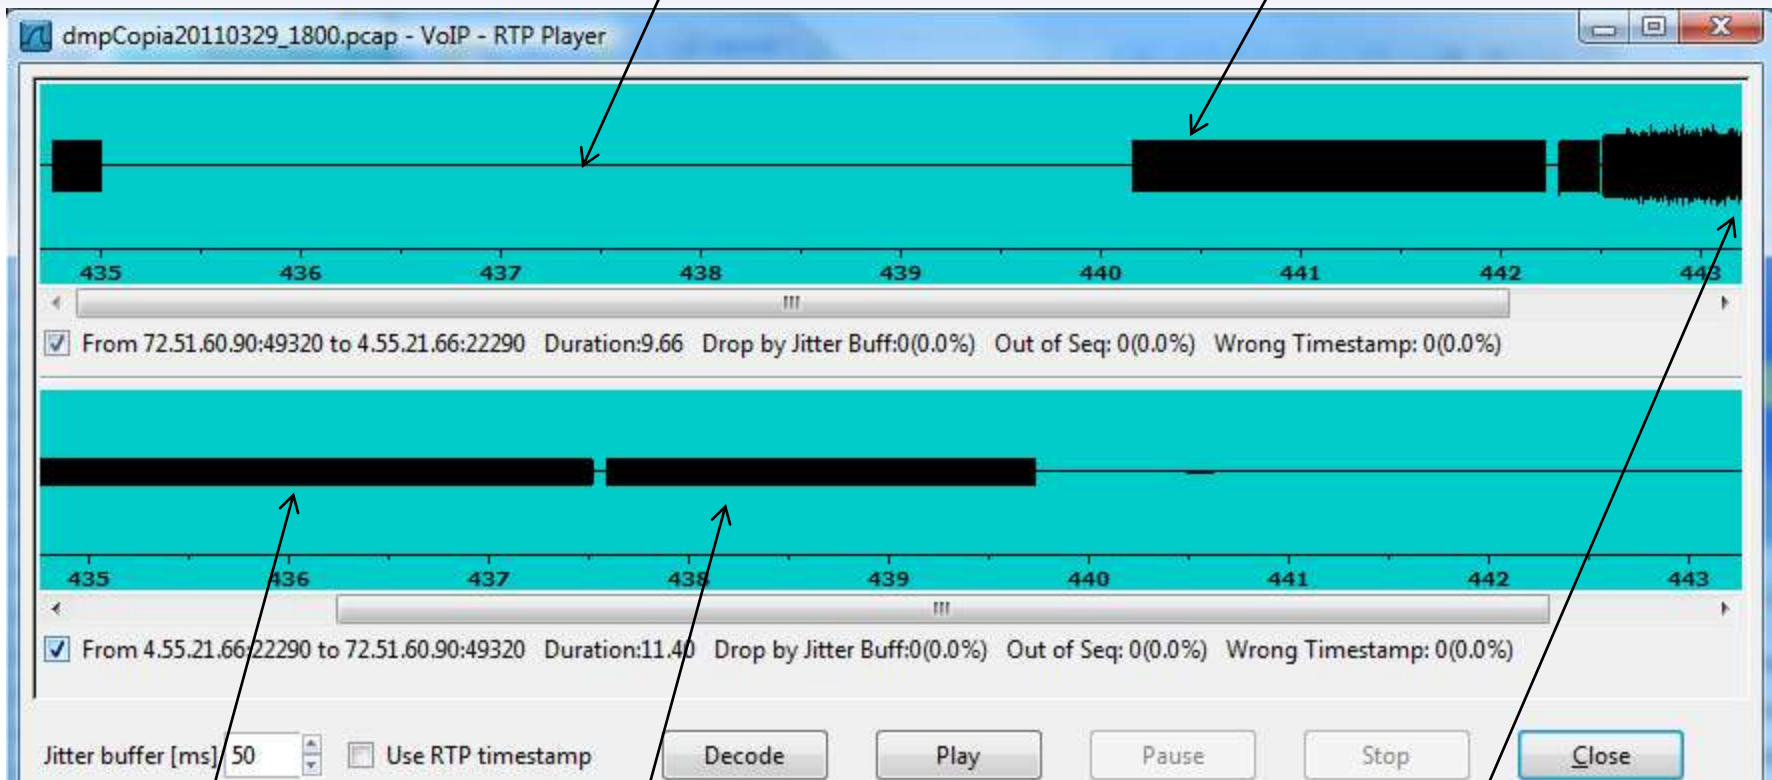 dmpCopia20110329_1800.pcap - VoIP - RTP Player
435 436 437 438 439 440 441 442 443
From 72.51.60.90:49320 to 4.55.21.66:22290 Duration:9.66 Drop by Jitter Buff:0(0.0%) Out of Seq: 0(0.0%) Wrong Timestamp: 0(0.0%)
435 436 437 438 439 440 441 442 443
From 4.55.21.66:22290 to 72.51.60.90:49320 Duration:11.40 Drop by Jitter Buff:0(0.0%) Out of Seq: 0(0.0%) Wrong Timestamp: 0(0.0%)
Jitter buffer [ms] 50 Use RTP timestamp Decode Play Pause Stop Close